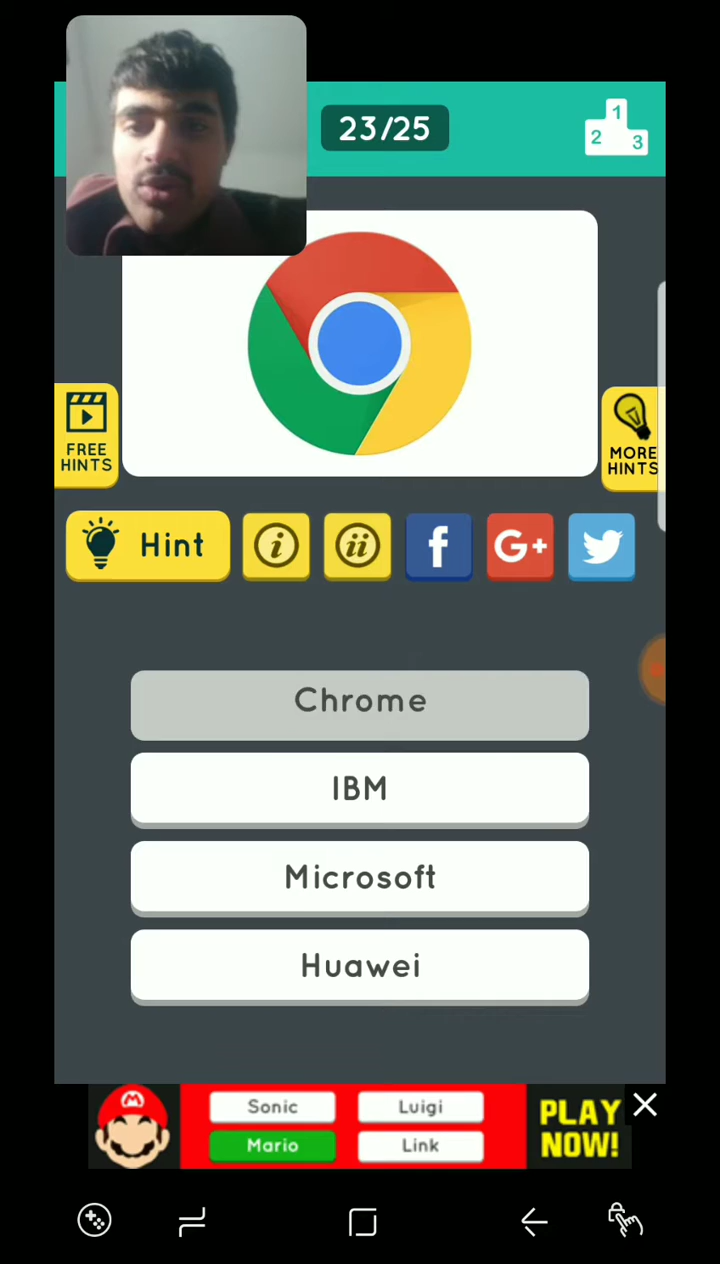 23/25
1
2
3
FREE
HINTS
MORE
HINTS
Hint
i
ii
f
G+
Chrome
IBM
Microsoft
Huawei
M
Sonic
Luigi
Mario
Link
PLAY
NOW!